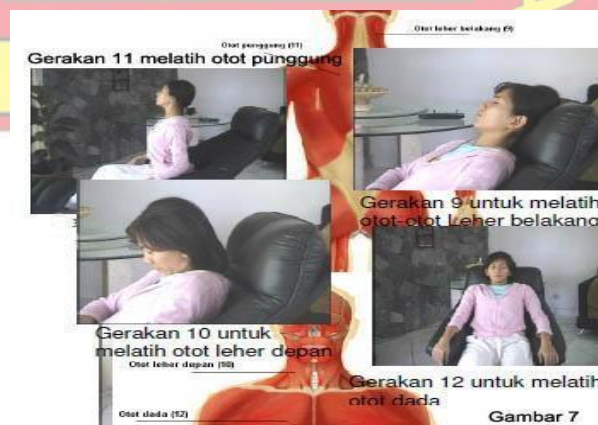 Otot leher belakang (9)
Otot punggung (11)
Gerakan 11 melatih otot punggung
Gerakan 9 untuk melatih
otot-otot Leher belakang
Gerakan 10 untuk
melatih otot leher depan
Otot leher depan (10)
Gerakan 12 untuk melatih
otot dada
Otot dada (12)
Gambar 7